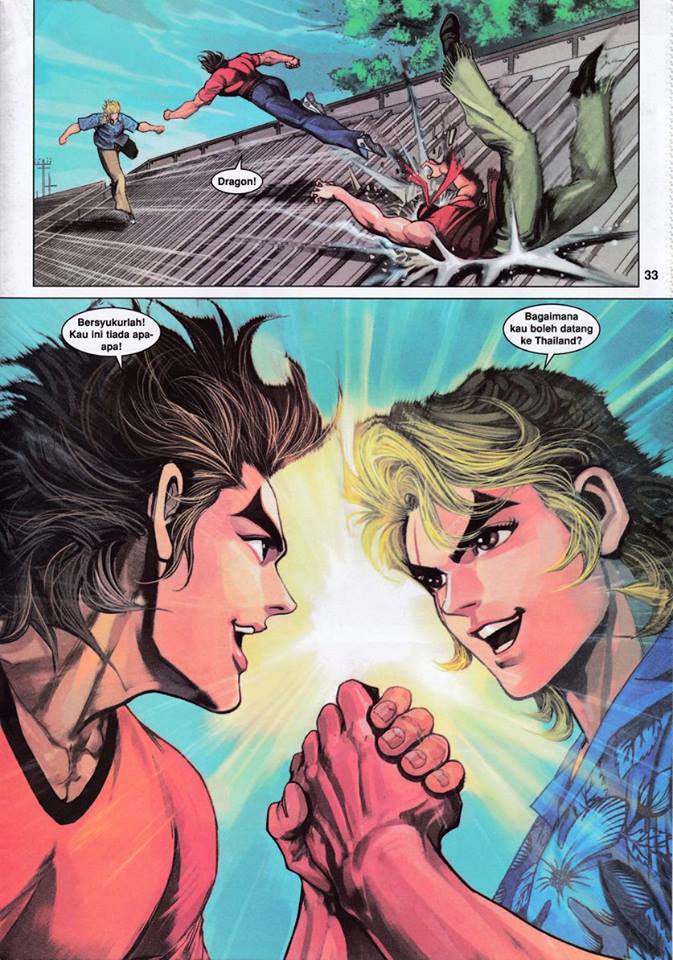 Dragon!
33
Bersyukurlah!
Kau ini tiada apa-
apa!
Bagaimana
kau boleh datang
ke Thailand?